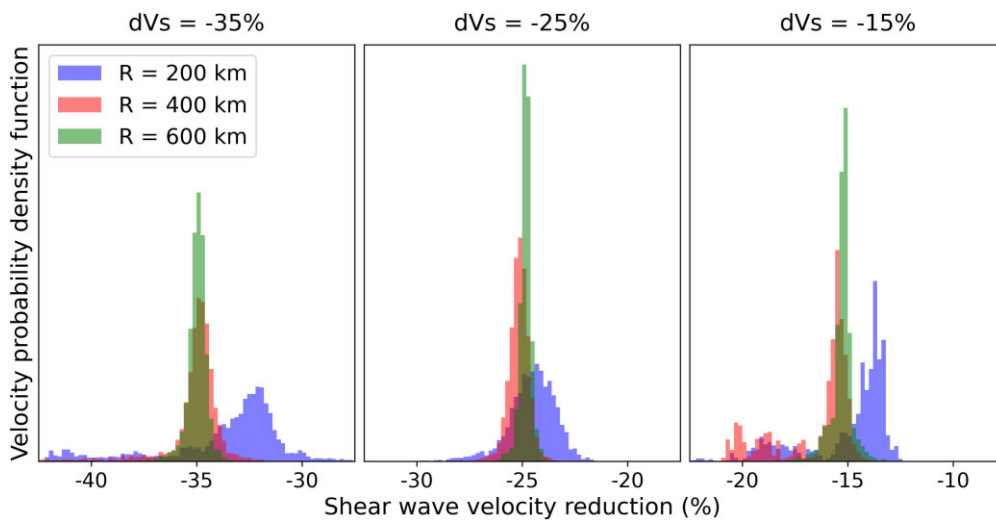 dVs = -35%
dVs = -25%
dVs = -15%
R = 200 km
R = 400 km
R = 600 km
Velocity probability density function
-40
-35
-30
-30
-25
-20
-20
-15
-10
Shear wave velocity reduction (%)